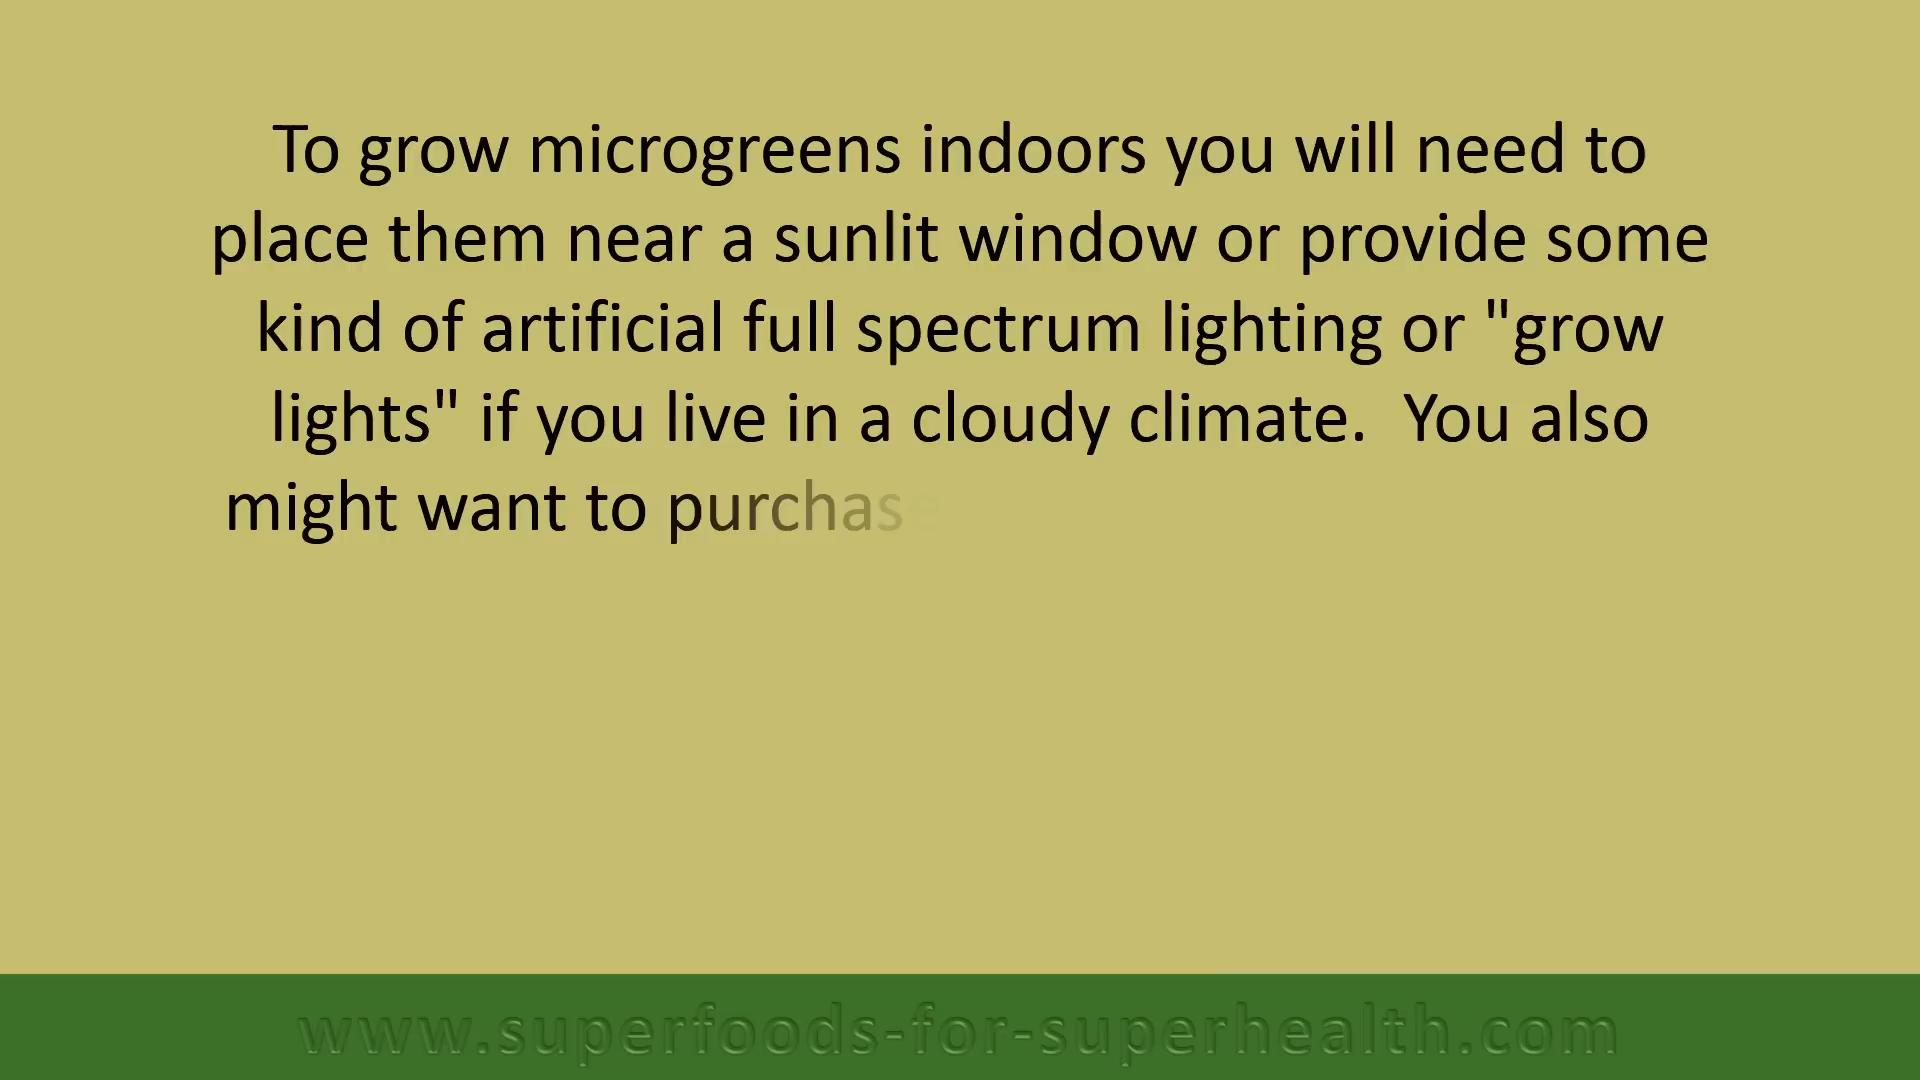 To grow microgreens indoors you will need to
place them near a sunlit window or provide some
kind of artificial full spectrum lighting or "grow
lights" if you live in a cloudy climate.  You also
might want to purchase
www.superfoods-for-superhealth.com